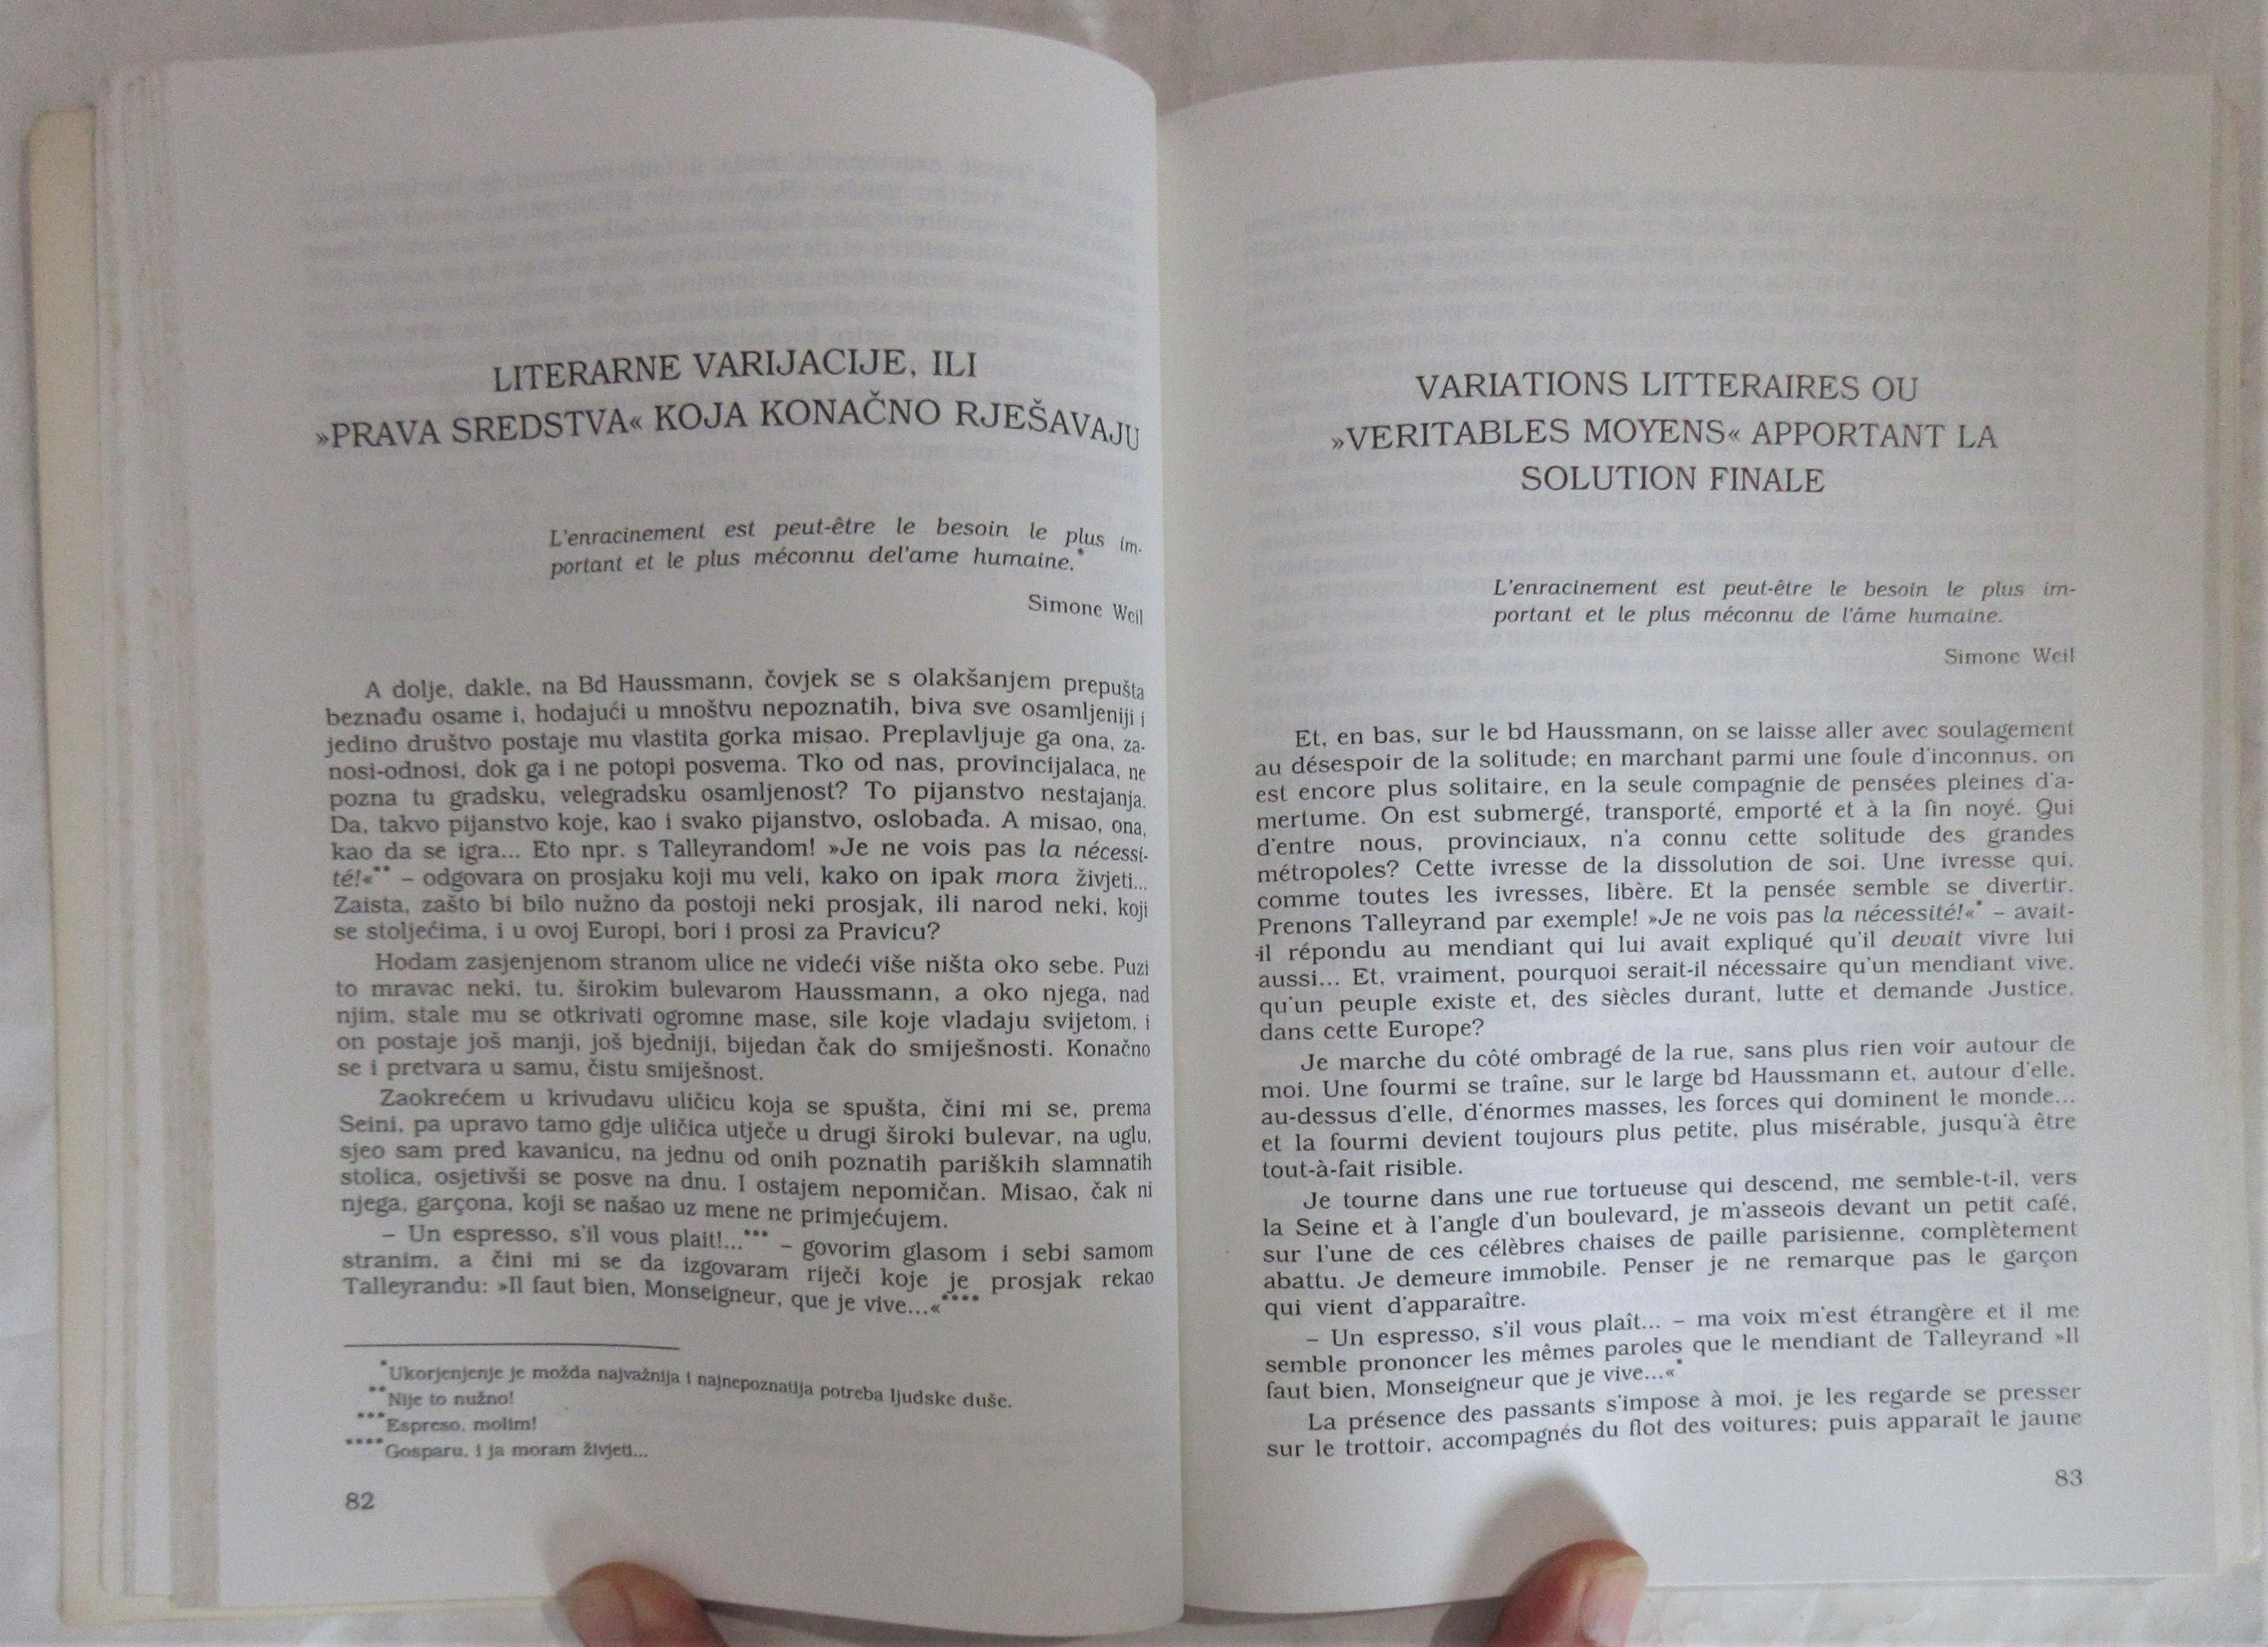 LITERARNE VARIJACIJE, ILI
»PRAVA SREDSTVA« KOJA KONAČNO RJEŠAVAJU
L'enracinement est peut-être le besoin le plus im-
portant et le plus méconnu del'ame humaine.*
Simone Weil
A dolje, dakle, na Bd Haussmann, čovjek se s olakšanjem prepušta
beznađu osame i, hodajući u mnoštvu nepoznatih, biva sve osamljeniji i
jedino društvo postaje mu vlastita gorka misao. Preplavljuje ga ona, za-
nosi-odnosi, dok ga i ne potopi posvema. Tko od nas, provincijalaca, ne
pozna tu gradsku, velegradsku osamljenost? To pijanstvo nestajanja.
Da, takvo pijanstvo koje, kao i svako pijanstvo, oslobađa. A misao, ona,
kao da se igra... Eto npr. s Talleyrandom! »Je ne vois pas la nécessi-
té!«** – odgovara on prosjaku koji mu veli, kako on ipak mora živjeti...
Zaista, zašto bi bilo nužno da postoji neki prosjak, ili narod neki, koji
se stoljećima, i u ovoj Europi, bori i prosi za Pravicu?
Hodam zasjenjenom stranom ulice ne videći više ništa oko sebe. Puzi
to mravac neki, tu, širokim bulevarom Haussmann, a oko njega, nad
njim, stale mu se otkrivati ogromne mase, sile koje vladaju svijetom, i
on postaje još manji, još bjedniji, bijedan čak do smiješnosti. Konačno
se i pretvara u samu, čistu smiješnost.
Zaokrećem u krivudavu uličicu koja se spušta, čini mi se, prema
Seini, pa upravo tamo gdje uličica utječe u drugi široki bulevar, na uglu,
sjeo sam pred kavanicu, na jednu od onih poznatih pariških slamnatih
stolica, osjetivši se posve na dnu. I ostajem nepomičan. Misao, čak ni
njega, garçona, koji se našao uz mene ne primjećujem.
– Un espresso, s'il vous plait!...*** – govorim glasom i sebi samom
stranim, a čini mi se da izgovaram riječi koje je prosjak rekao
Talleyrandu: »Il faut bien, Monseigneur, que je vive...«****
*Ukorjenjenje je možda najvažnija i najnepoznatija potreba ljudske duše.
**Nije to nužno!
***Espreso, molim!
****Gosparu, i ja moram živjeti...
82
VARIATIONS LITTERAIRES OU
»VERITABLES MOYENS« APPORTANT LA
SOLUTION FINALE
L'enracinement est peut-être le besoin le plus im-
portant et le plus méconnu de l'âme humaine.
Simone Weil
Et, en bas, sur le bd Haussmann, on se laisse aller avec soulagement
au désespoir de la solitude; en marchant parmi une foule d'inconnus, on
est encore plus solitaire, en la seule compagnie de pensées pleines d'a-
mertume. On est submergé, transporté, emporté et à la fin noyé. Qui
d'entre nous, provinciaux, n'a connu cette solitude des grandes
métropoles? Cette ivresse de la dissolution de soi. Une ivresse qui,
comme toutes les ivresses, libère. Et la pensée semble se divertir.
Prenons Talleyrand par exemple! »Je ne vois pas la nécessité!«* – avait-
-il répondu au mendiant qui lui avait expliqué qu'il devait vivre lui
aussi... Et, vraiment, pourquoi serait-il nécessaire qu'un mendiant vive,
qu'un peuple existe et, des siècles durant, lutte et demande Justice,
dans cette Europe?
Je marche du côté ombragé de la rue, sans plus rien voir autour de
moi. Une fourmi se traîne, sur le large bd Haussmann et, autour d'elle,
au-dessus d'elle, d'énormes masses, les forces qui dominent le monde...
et la fourmi devient toujours plus petite, plus misérable, jusqu'à être
tout-à-fait risible.
Je tourne dans une rue tortueuse qui descend, me semble-t-il, vers
la Seine et à l'angle d'un boulevard, je m'asseois devant un petit café,
sur l'une de ces célèbres chaises de paille parisienne, complètement
abattu. Je demeure immobile. Penser je ne remarque pas le garçon
qui vient d'apparaître.
– Un espresso, s'il vous plaît... – ma voix m'est étrangère et il me
semble prononcer les mêmes paroles que le mendiant de Talleyrand »Il
faut bien, Monseigneur que je vive...«*
La présence des passants s'impose à moi, je les regarde se presser
sur le trottoir, accompagnés du flot des voitures; puis apparaît le jaune
83